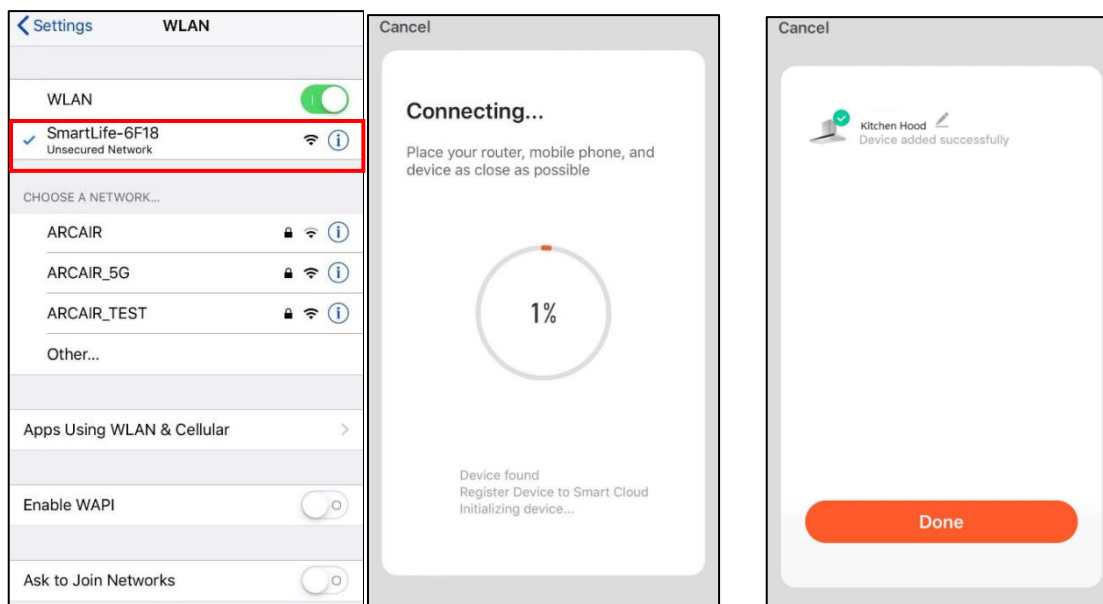 Settings
WLAN
WLAN
SmartLife-6F18
Unsecured Network
CHOOSE A NETWORK...
ARCAIR
ARCAIR_5G
ARCAIR_TEST
Other...
Apps Using WLAN & Cellular
Enable WAPI
Ask to Join Networks
Cancel
Connecting...
Place your router, mobile phone, and
device as close as possible
1%
Device found
Register Device to Smart Cloud
Initializing device...
Cancel
Kitchen Hood
Device added successfully
Done